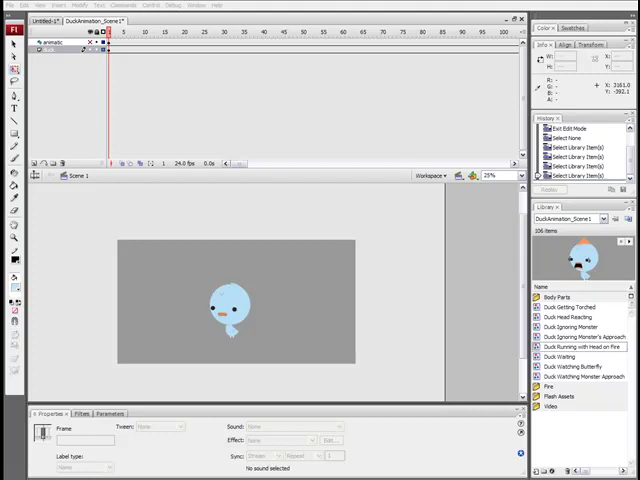 File Edit View Insert Modify Text Commands Control Debug Window Help
Untitled-1* DuckAnimation_Scene1*
Fl
5 10 15 20 25 30 35 40 45 50 55 60 65 70 75 80 85 90 95 100
animatic
duck
1 24.0 fps 0.0s
Scene 1
Workspace
25%
Properties Filters Parameters
Frame
Tween: None
Label type:
Name
Sound: None
Effect: None
Edit...
Sync: Stream Repeat 1
No sound selected
Color Swatches
Info Align Transform
W:
H:
X:
Y:
R: -
G: -
B: -
A: -
X: 3161.0
Y: -392.1
History
Exit Edit Mode
Select None
Select Library Item(s)
Select Library Item(s)
Select Library Item(s)
Select Library Item(s)
Replay
Library
DuckAnimation_Scene1
106 items
Name
Body Parts
Duck Getting Torched
Duck Head Reacting
Duck Ignoring Monster
Duck Ignoring Monster's Approach
Duck Running with Head on Fire
Duck Waiting
Duck Watching Butterfly
Duck Watching Monster Approach
Fire
Flash Assets
Video